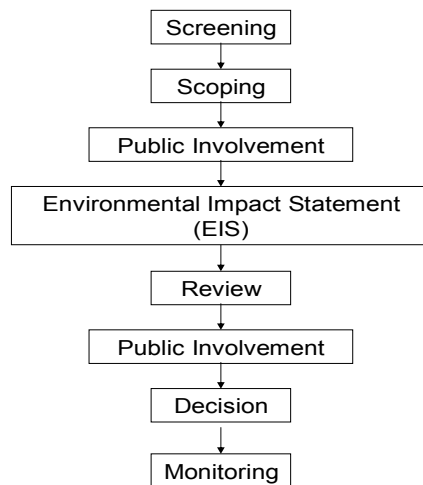 Screening
Scoping
Public Involvement
Environmental Impact Statement
(EIS)
Review
Public Involvement
Decision
Monitoring